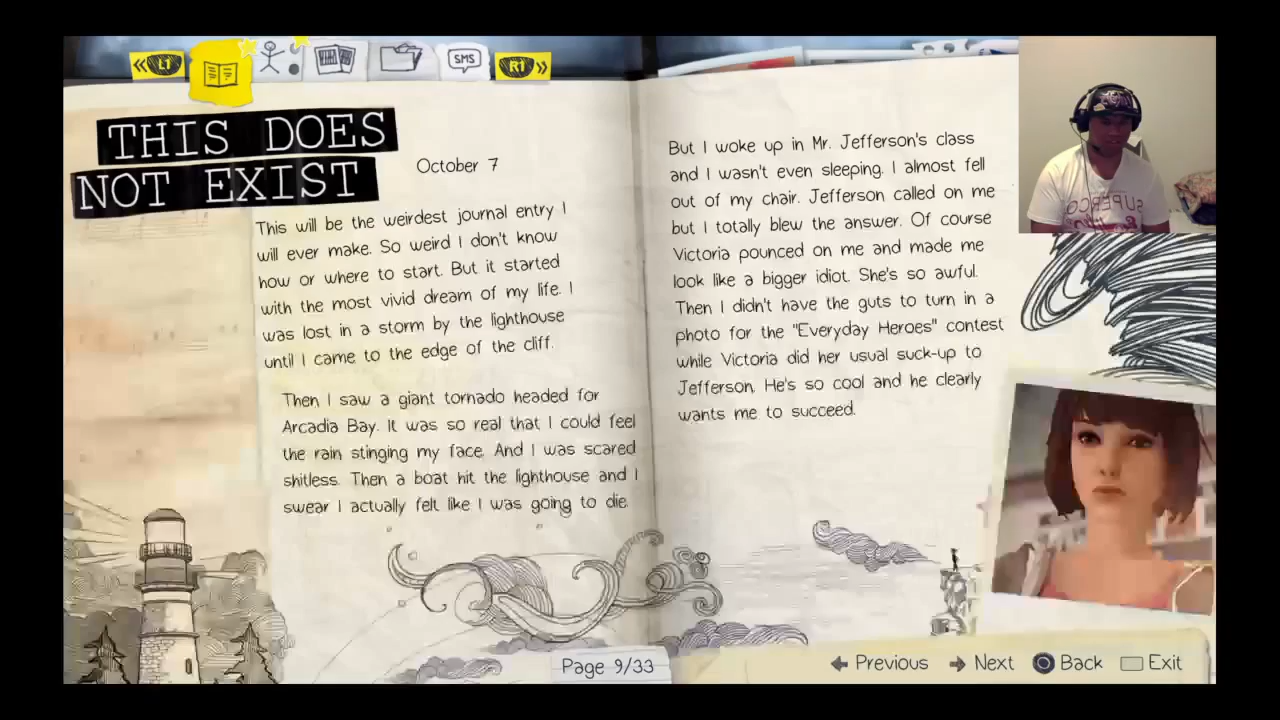 L1
SMS
R1
THIS DOES
NOT EXIST
October 7
This will be the weirdest journal entry I
will ever make. So weird I don't know
how or where to start. But it started
with the most vivid dream of my life. I
was lost in a storm by the lighthouse
until I came to the edge of the cliff.
Then I saw a giant tornado headed for
Arcadia Bay. It was so real that I could feel
the rain stinging my face. And I was scared
shitless. Then a boat hit the lighthouse and I
swear I actually felt like I was going to die.
But I woke up in Mr. Jefferson's class
and I wasn't even sleeping. I almost fell
out of my chair. Jefferson called on me
but I totally blew the answer. Of course
Victoria pounced on me and made me
look like a bigger idiot. She's so awful.
Then I didn't have the guts to turn in a
photo for the "Everyday Heroes" contest
while Victoria did her usual suck-up to
Jefferson. He's so cool and he clearly
wants me to succeed.
Page 9/33
Previous Next Back Exit